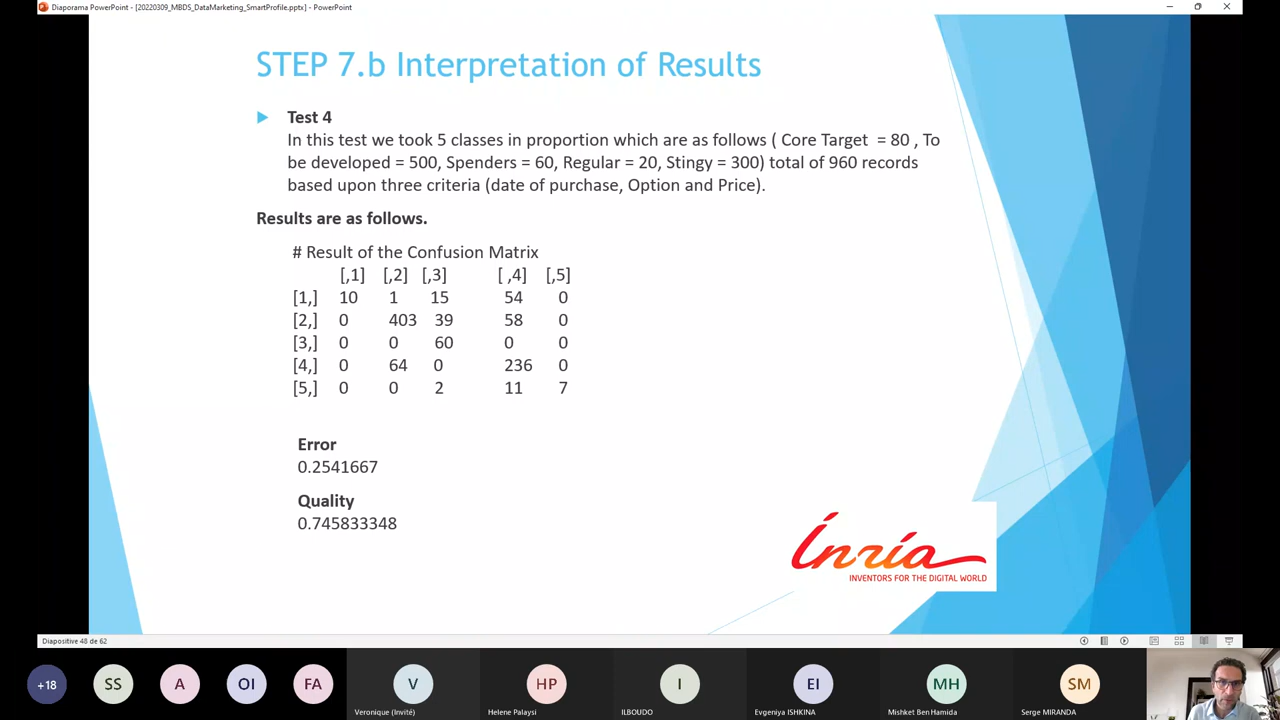 Diaporama PowerPoint - [20220309_MBDS_DataMarketing_SmartProfile.pptx] - PowerPoint
STEP 7.b Interpretation of Results
Test 4
In this test we took 5 classes in proportion which are as follows ( Core Target = 80 , To
be developed = 500, Spenders = 60, Regular = 20, Stingy = 300) total of 960 records
based upon three criteria (date of purchase, Option and Price).
Results are as follows.
# Result of the Confusion Matrix
[,1] [,2] [,3] [ ,4] [,5]
[1,] 10 1 15 54 0
[2,] 0 403 39 58 0
[3,] 0 0 60 0 0
[4,] 0 64 0 236 0
[5,] 0 0 2 11 7
Error
0.2541667
Quality
0.745833348
Inria
INVENTORS FOR THE DIGITAL WORLD
Diapositive 48 de 62
+18 SS A OI FA V HP I EI MH SM
Veronique (Invité) Helene Palaysi ILBOUDO Evgeniya ISHKINA Mishket Ben Hamida Serge MIRANDA